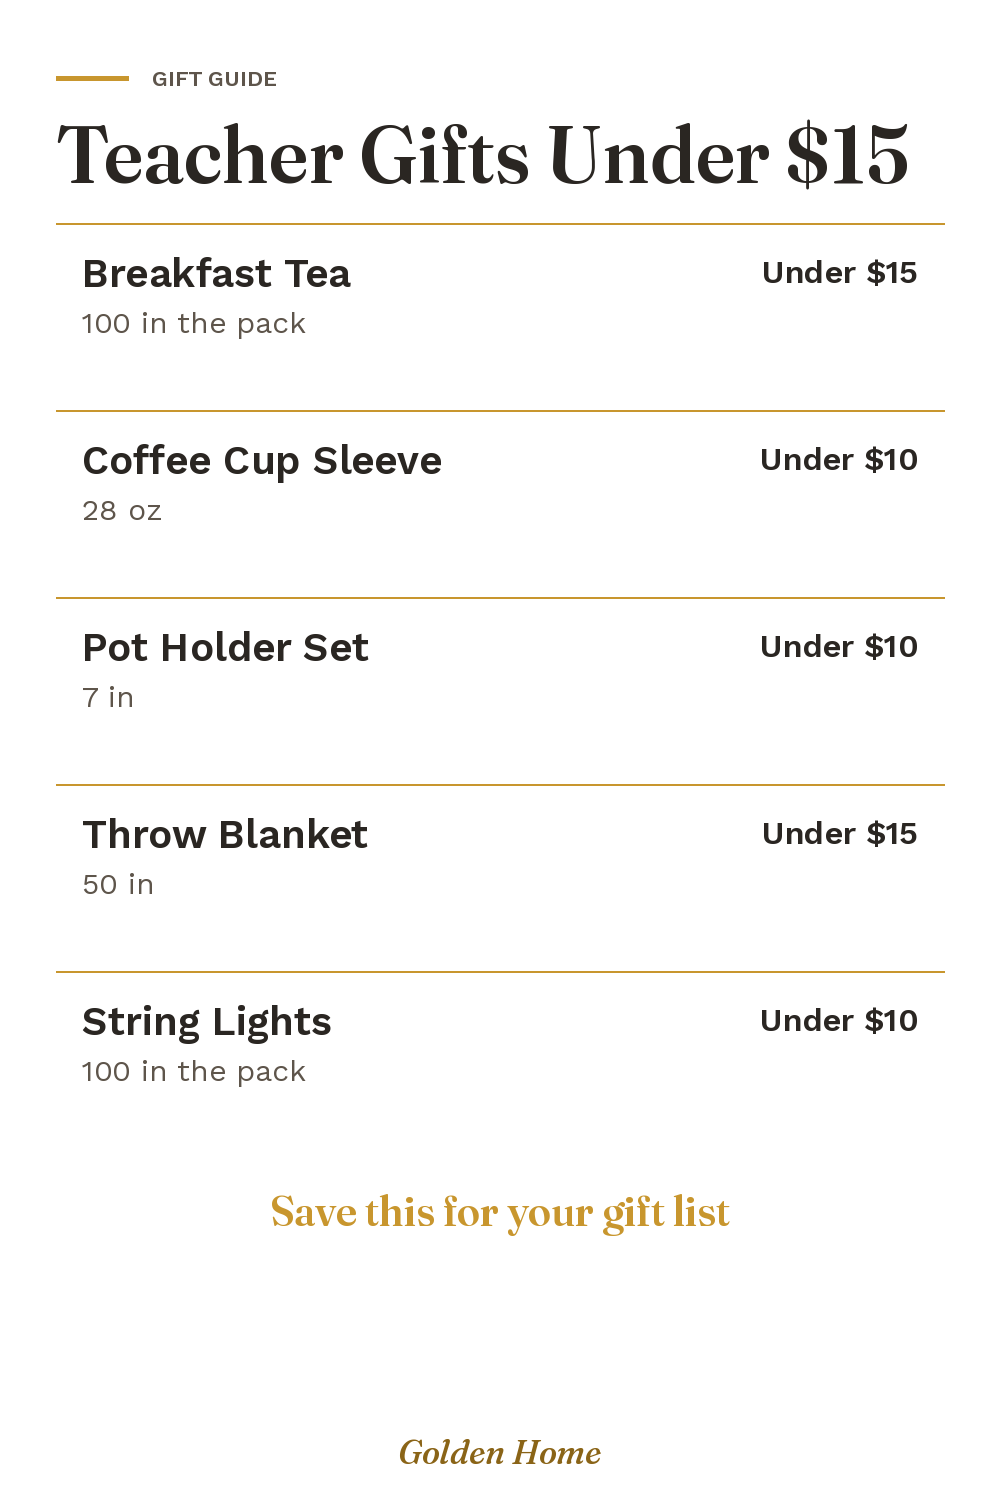 GIFT GUIDE
Teacher Gifts Under $15
Breakfast Tea Under $15
100 in the pack
Coffee Cup Sleeve Under $10
28 oz
Pot Holder Set Under $10
7 in
Throw Blanket Under $15
50 in
String Lights Under $10
100 in the pack
Save this for your gift list
Golden Home